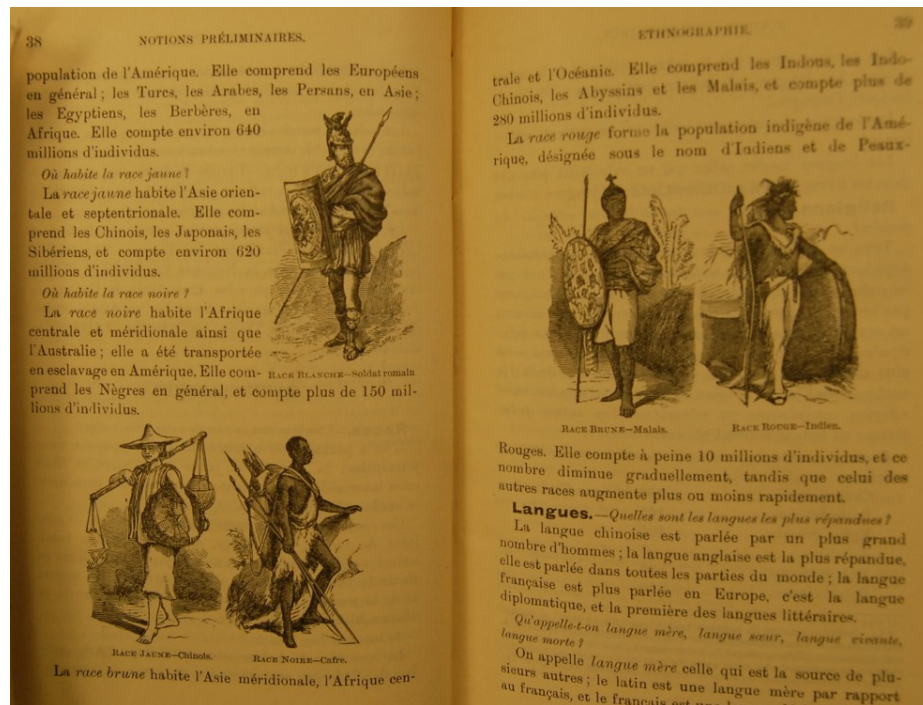 38
NOTIONS PRÉLIMINAIRES.
population de l'Amérique. Elle comprend les Européens
en général ; les Turcs, les Arabes, les Persans, en Asie ;
les Egyptiens, les Berbères, en
Afrique. Elle compte environ 640
millions d'individus.
Où habite la race jaune ?
La race jaune habite l'Asie orien-
tale et septentrionale. Elle com-
prend les Chinois, les Japonais, les
Sibériens, et compte environ 620
millions d'individus.
Où habite la race noire ?
La race noire habite l'Afrique
centrale et méridionale ainsi que
l'Australie ; elle a été transportée
en esclavage en Amérique. Elle com-
RACE BLANCHE—Soldat romain
prend les Nègres en général, et compte plus de 150 mil-
lions d'individus.
RACE JAUNE—Chinois.
RACE NOIRE—Cafre.
La race brune habite l'Asie méridionale, l'Afrique cen-
ETHNOGRAPHIE.
39
trale et l'Océanie. Elle comprend les Indous, les Indo-
Chinois, les Abyssins et les Malais, et compte plus de
280 millions d'individus.
La race rouge forme la population indigène de l'Amé-
rique, désignée sous le nom d'Indiens et de Peaux-
RACE BRUNE—Malais.
RACE ROUGE—Indien.
Rouges. Elle compte à peine 10 millions d'individus, et ce
nombre diminue graduellement, tandis que celui des
autres races augmente plus ou moins rapidement.
Langues.—Quelles sont les langues les plus répandues ?
La langue chinoise est parlée par un plus grand
nombre d'hommes ; la langue anglaise est la plus répandue,
elle est parlée dans toutes les parties du monde ; la langue
française est plus parlée en Europe, c'est la langue
diplomatique, et la première des langues littéraires.
Qu'appelle-t-on langue mère, langue sœur, langue vivante,
langue morte ?
On appelle langue mère celle qui est la source de plu-
sieurs autres ; le latin est une langue mère par rapport
au français, et le français est une